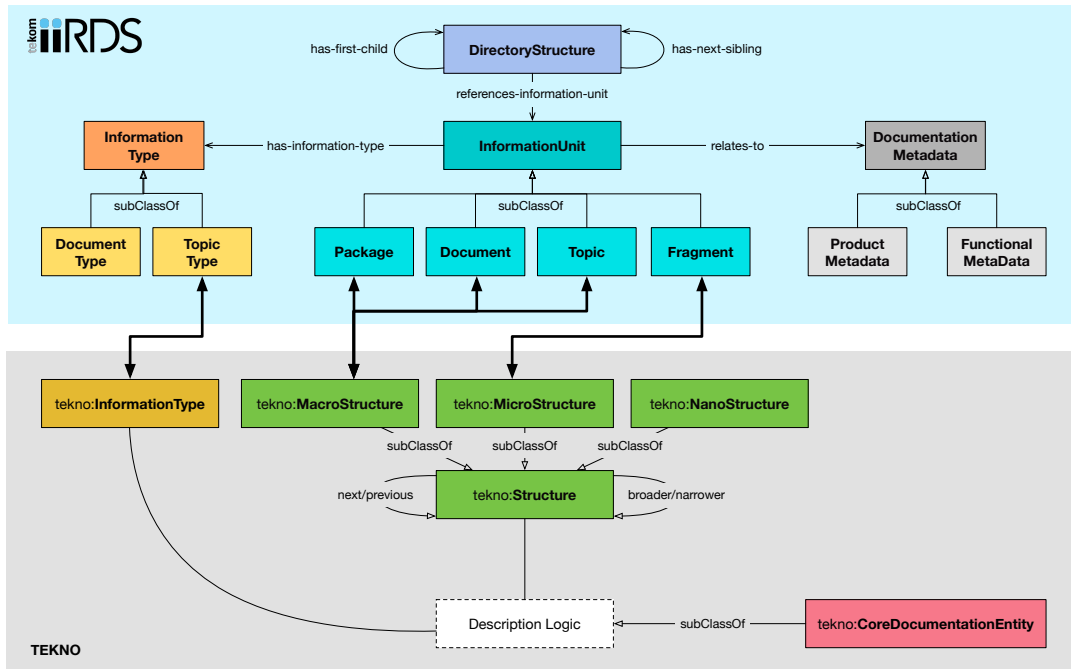 tekom
iiRDS
has-first-child
DirectoryStructure
has-next-sibling
references-information-unit
Information
Type
has-information-type
InformationUnit
relates-to
Documentation
Metadata
subClassOf
subClassOf
subClassOf
Document
Type
Topic
Type
Package
Document
Topic
Fragment
Product
Metadata
Functional
MetaData
tekno:InformationType
tekno:MacroStructure
tekno:MicroStructure
tekno:NanoStructure
subClassOf
subClassOf
subClassOf
next/previous
tekno:Structure
broader/narrower
Description Logic
subClassOf
tekno:CoreDocumentationEntity
TEKNO